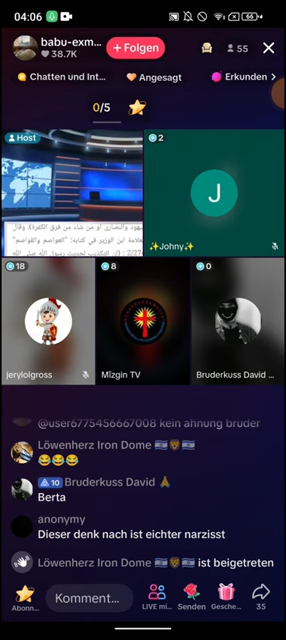 04:06
66
babu-exm...
38.7K
+ Folgen
55
Chatten und Int...
Angesagt
Erkunden
0/5
Host
2
J
✨Johny✨
18
jerylolgross
8
Mîzgin TV
0
Bruderkuss David ...
@user6775456667008 kein ahnung bruder
Löwenherz Iron Dome 🇮🇱🦁🇮🇱
😂😂😂
10 Bruderkuss David 🙏
Berta
anonymy
Dieser denk nach ist eichter narzisst
Löwenherz Iron Dome 🇮🇱🦁🇮🇱 ist beigetreten
Abonn...
Komment...
LIVE mi...
Senden
Gesche...
35